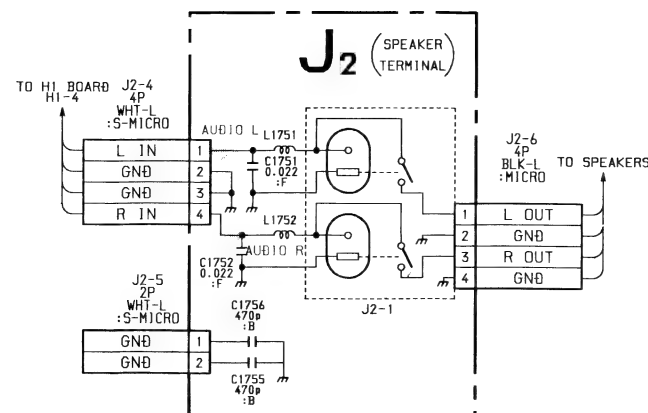 J2 (SPEAKER
TERMINAL)
TO H1 BOARD
H1-4
J2-4
4P
WHT-L
:S-MICRO
L IN 1
GND 2
GND 3
R IN 4
AUDIO L
L1751
C1751
0.022
:F
L1752
AUDIO R
C1752
0.022
:F
J2-1
J2-6
4P
BLK-L
:MICRO
TO SPEAKERS
1 L OUT
2 GND
3 R OUT
4 GND
J2-5
2P
WHT-L
:S-MICRO
GND 1
GND 2
C1756
470p
:B
C1755
470p
:B